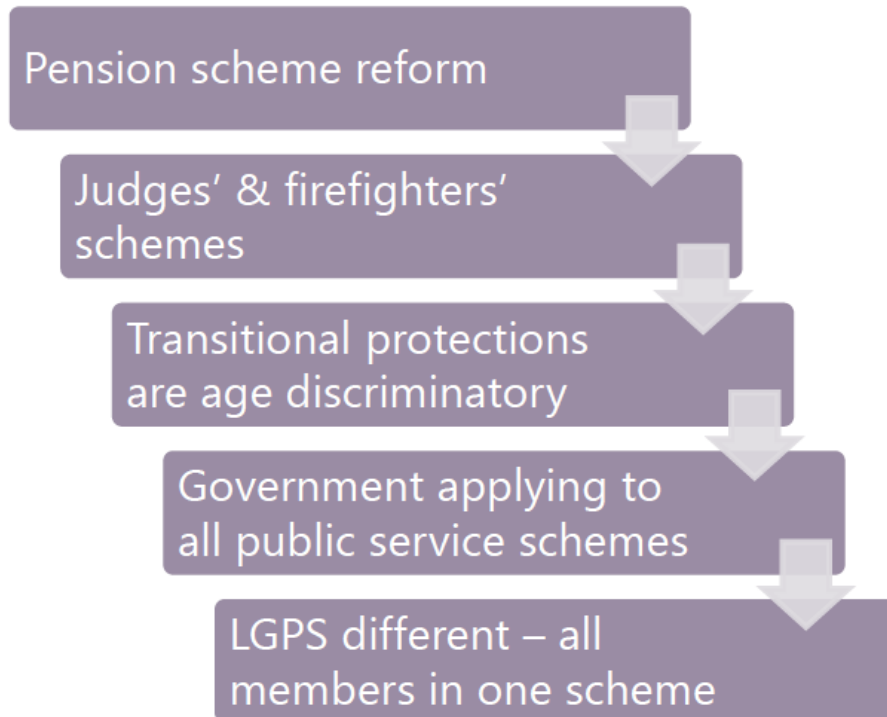 Pension scheme reform
Judges’ & firefighters’
schemes
Transitional protections
are age discriminatory
Government applying to
all public service schemes
LGPS different – all
members in one scheme